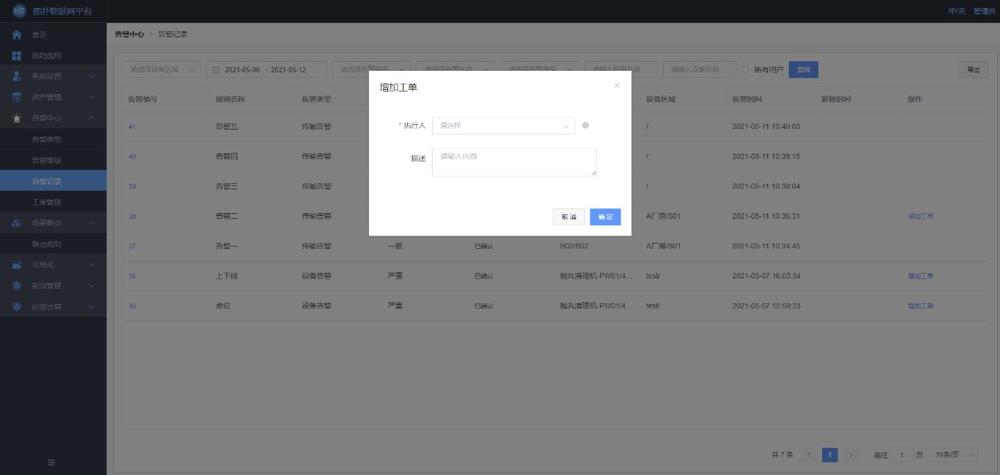 IOT 图扑物联网平台
中/英 管理员
首页
我的应用
系统设置
资产管理
告警中心
告警类型
告警等级
告警记录
工单管理
场景联动
联动规则
可视化
能效管理
边缘计算
告警中心 > 告警记录
请选择设备区域 2021-05-06 - 2021-05-12 请选择告警等级 请选择告警状态 请选择告警类型 请输入规则名称 请输入设备名称 所有用户 查询 导出
告警编号 规则名称 告警类型 设备区域 告警时间 解除时间 操作
41 告警五 传输告警 / 2021-05-11 10:40:03
40 告警四 传输告警 / 2021-05-11 10:39:15
39 告警三 传输告警 / 2021-05-11 10:38:04
38 告警二 传输告警 A厂房/S01 2021-05-11 10:36:31 增加工单
37 告警一 传输告警 一般 已确认 B02/B02 A厂房/S01 2021-05-11 10:34:45
36 上下线 设备告警 严重 已确认 抛丸清理机-PW01/4... test/ 2021-05-07 16:03:34 增加工单
35 点位 设备告警 严重 已确认 抛丸清理机-PW01/4... test/ 2021-05-07 15:59:23 增加工单
增加工单
* 执行人 请选择
描述 请输入内容
取消 确定
共 7 条 < 1 > 前往 1 页 10条/页